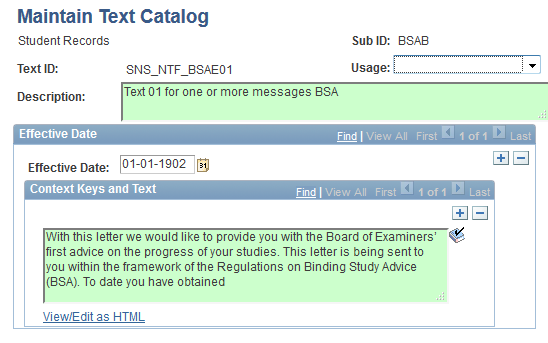 Maintain Text Catalog
Student Records Sub ID: BSAB
Text ID: SNS_NTF_BSAE01 Usage:
Description: Text 01 for one or more messages BSA
Effective Date Find | View All First 1 of 1 Last
Effective Date: 01-01-1902 31
Context Keys and Text Find | View All First 1 of 1 Last
With this letter we would like to provide you with the Board of Examiners'
first advice on the progress of your studies. This letter is being sent to
you within the framework of the Regulations on Binding Study Advice
(BSA). To date you have obtained
View/Edit as HTML